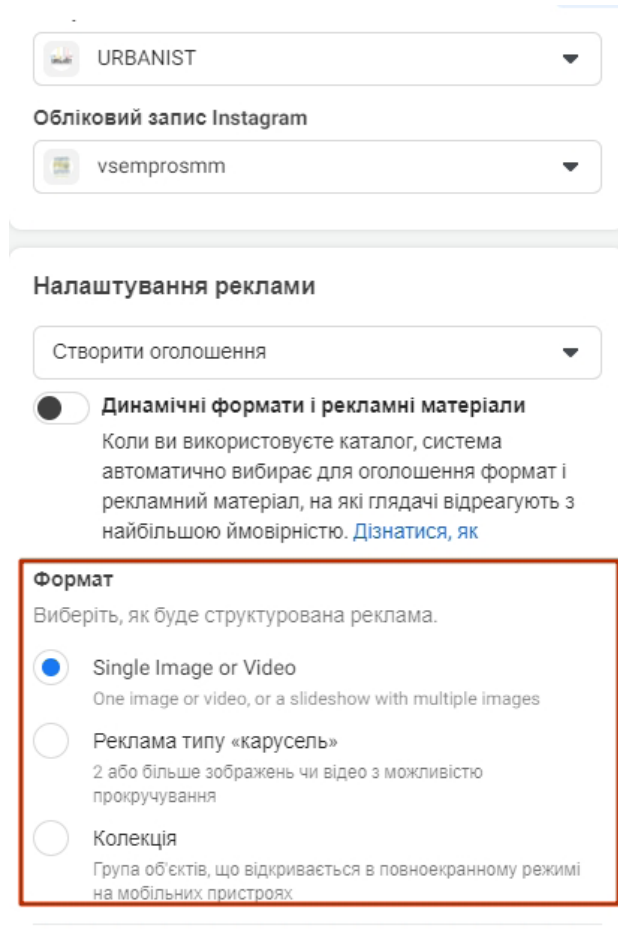 URBANIST
Обліковий запис Instagram
vsemprosmm
Налаштування реклами
Створити оголошення
Динамічні формати і рекламні матеріали
Коли ви використовуєте каталог, система
автоматично вибирає для оголошення формат і
рекламний матеріал, на які глядачі відреагують з
найбільшою ймовірністю. Дізнатися, як
Формат
Виберіть, як буде структурована реклама.
Single Image or Video
One image or video, or a slideshow with multiple images
Реклама типу «карусель»
2 або більше зображень чи відео з можливістю
прокручування
Колекція
Група об'єктів, що відкривається в повноекранному режимі
на мобільних пристроях